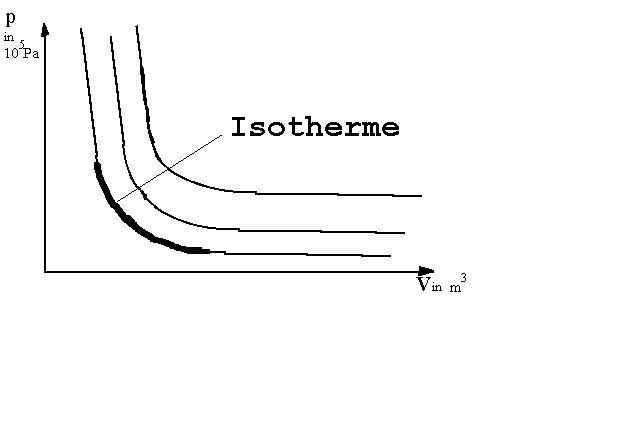 p
in
10⁵Pa
Isotherme
V in m³